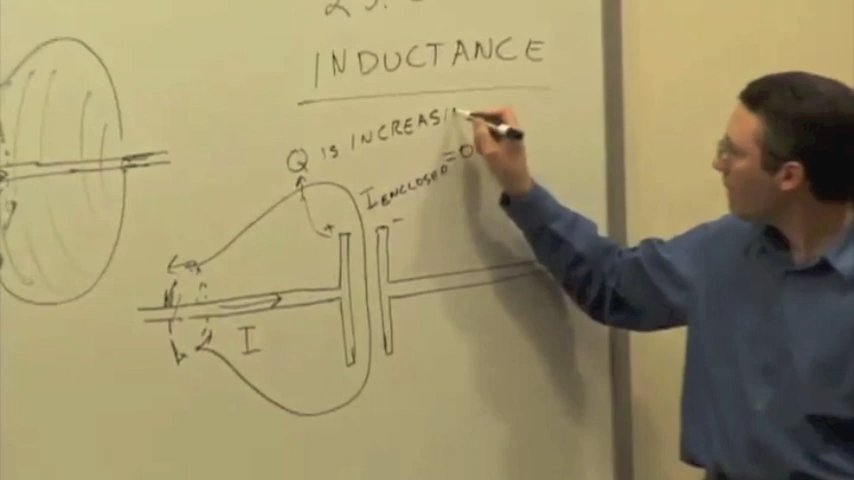 INDUCTANCE
Q IS INCREASI
I ENCLOSED = 0
+ -
I